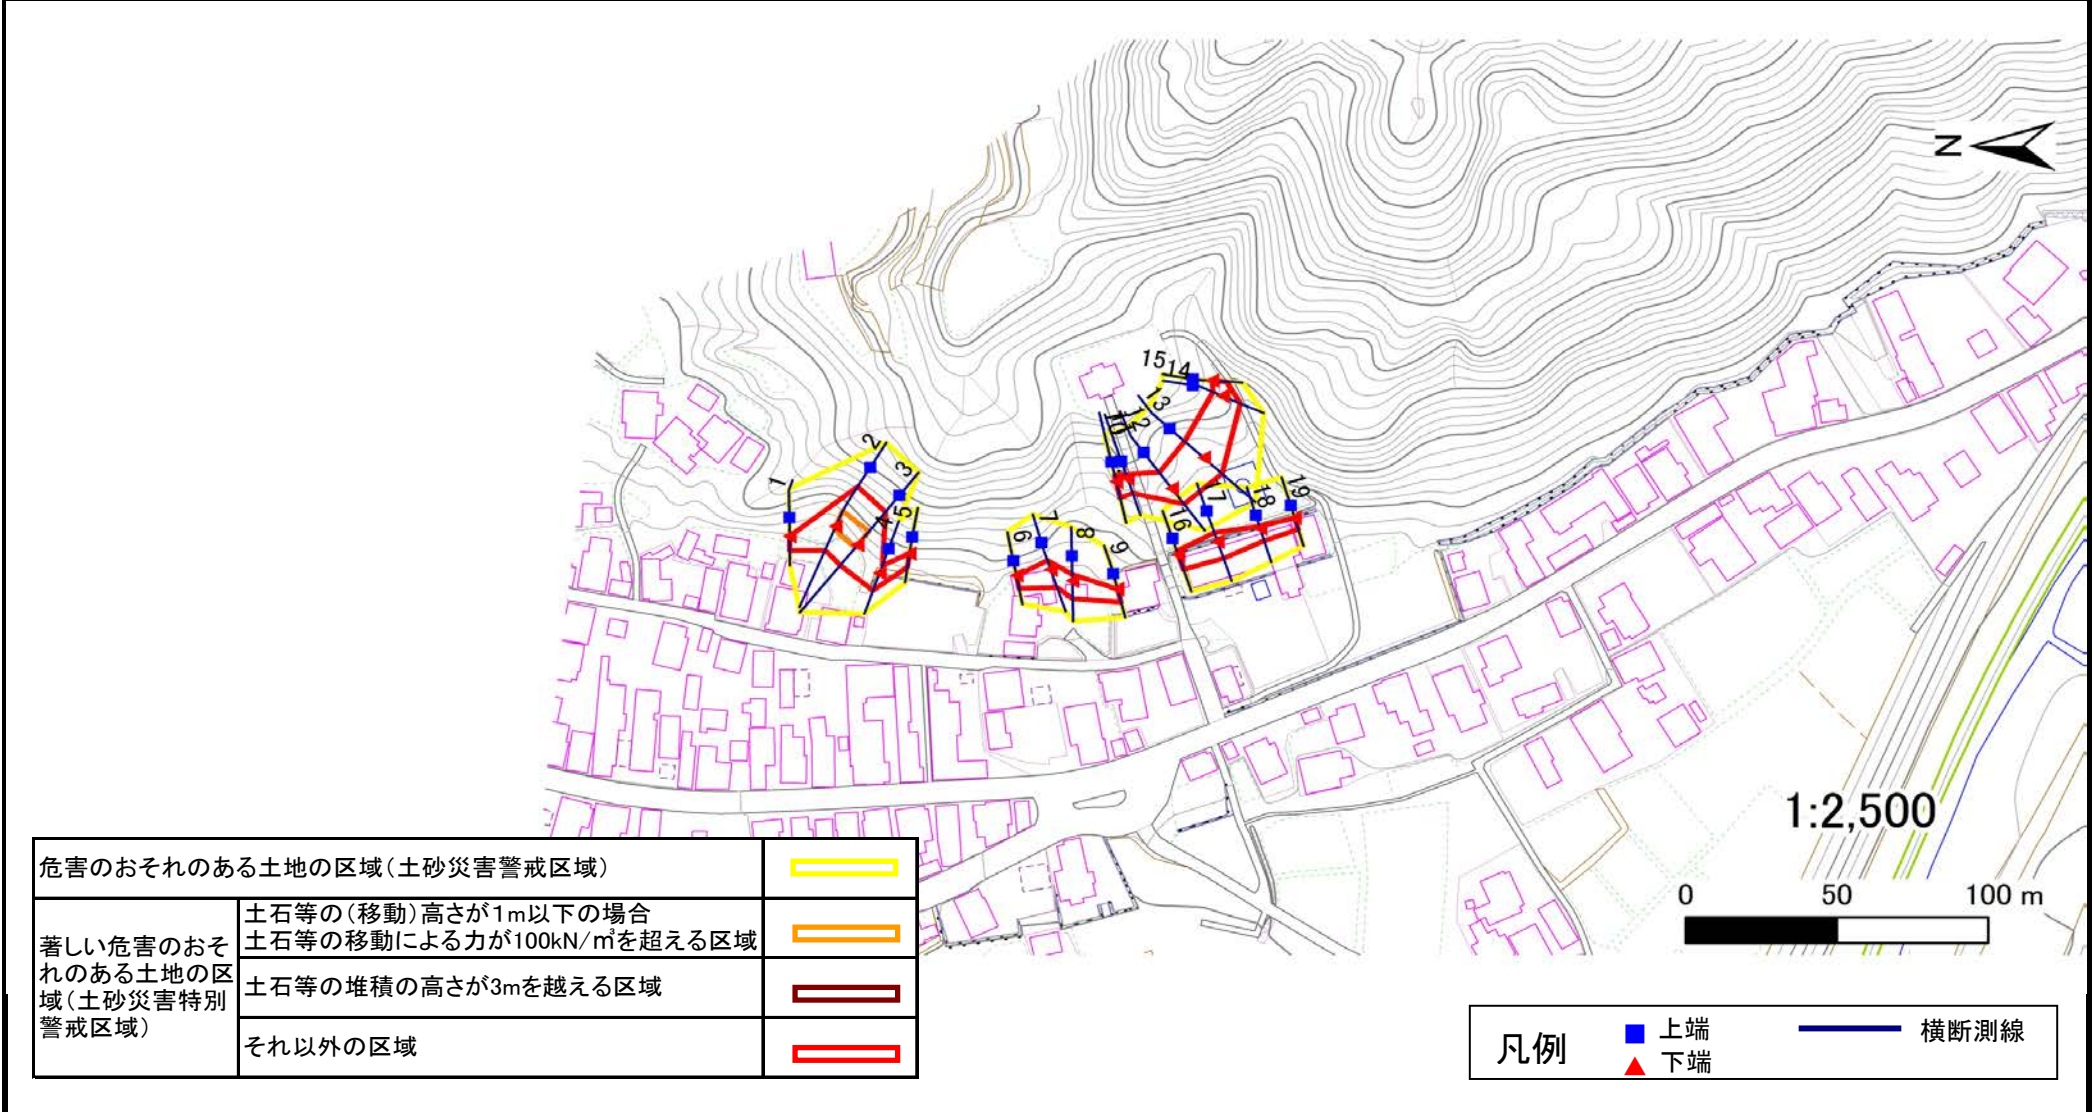 N
15
14
13
12
11
10
2
3
1
4
5
6
7
8
9
16
17
18
19
1:2,500
0 50 100 m
危害のおそれのある土地の区域(土砂災害警戒区域)
著しい危害のおそ
れのある土地の区
域(土砂災害特別
警戒区域)
土石等の(移動)高さが1m以下の場合
土石等の移動による力が100kN/㎡を超える区域
土石等の堆積の高さが3mを越える区域
それ以外の区域
凡例
上端
下端
横断測線